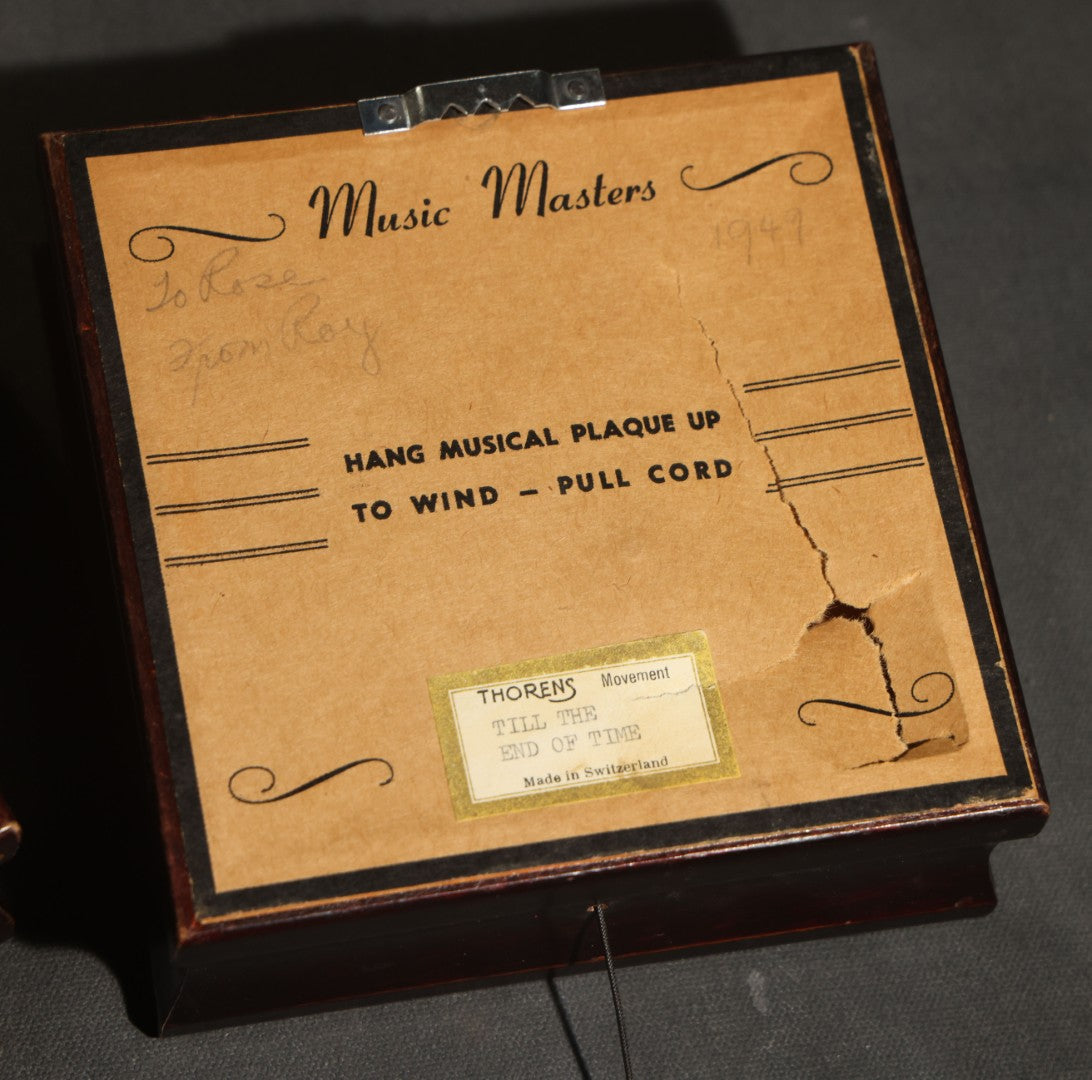 Music Masters
1949
To Rose
From Roy
HANG MUSICAL PLAQUE UP
TO WIND — PULL CORD
THORENS Movement
TILL THE
END OF TIME
Made in Switzerland